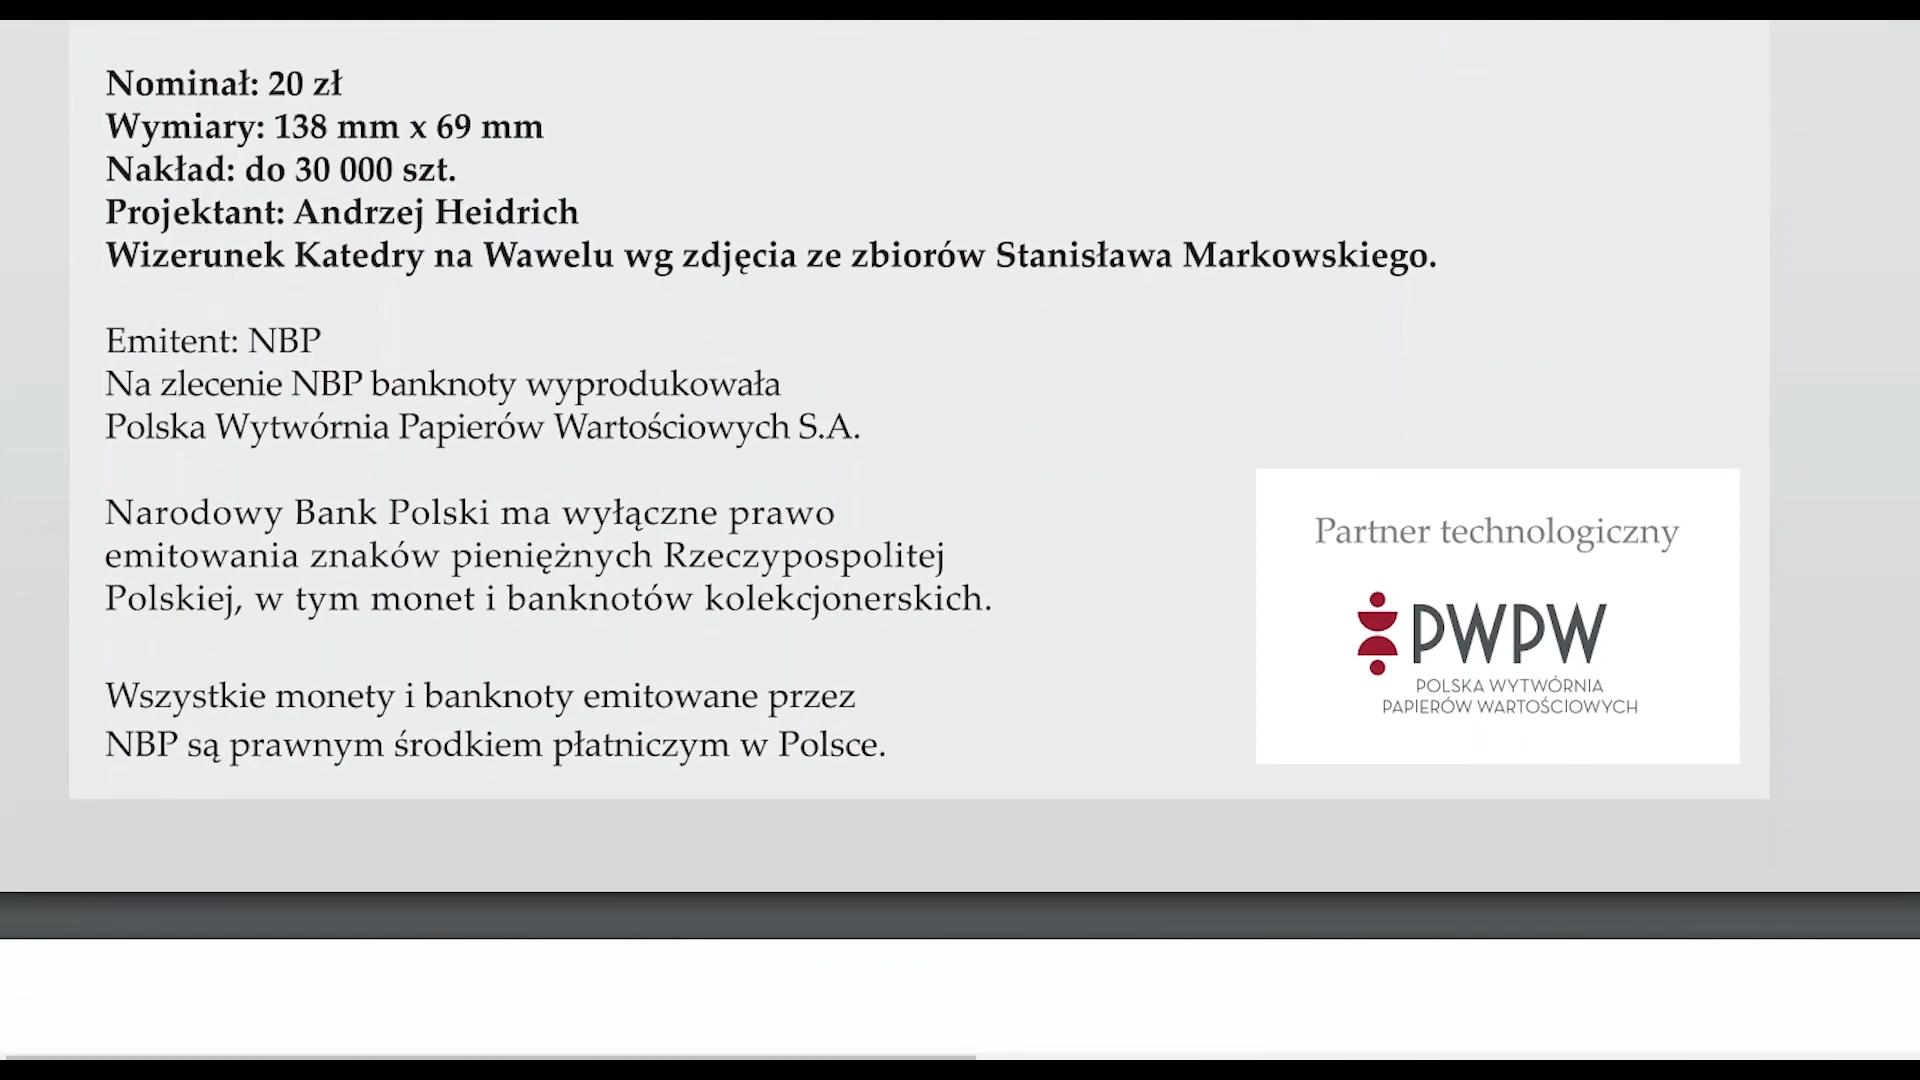 Nominał: 20 zł
Wymiary: 138 mm x 69 mm
Nakład: do 30 000 szt.
Projektant: Andrzej Heidrich
Wizerunek Katedry na Wawelu wg zdjęcia ze zbiorów Stanisława Markowskiego.
Emitent: NBP
Na zlecenie NBP banknoty wyprodukowała
Polska Wytwórnia Papierów Wartościowych S.A.
Narodowy Bank Polski ma wyłączne prawo
emitowania znaków pieniężnych Rzeczypospolitej
Polskiej, w tym monet i banknotów kolekcjonerskich.
Wszystkie monety i banknoty emitowane przez
NBP są prawnym środkiem płatniczym w Polsce.
Partner technologiczny
PWPW
POLSKA WYTWÓRNIA
PAPIERÓW WARTOŚCIOWYCH